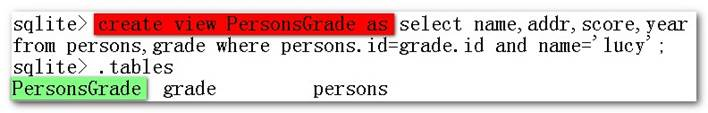 sqlite> create view PersonsGrade as select name,addr,score,year
from persons,grade where persons.id=grade.id and name='lucy';
sqlite> .tables
PersonsGrade  grade         persons